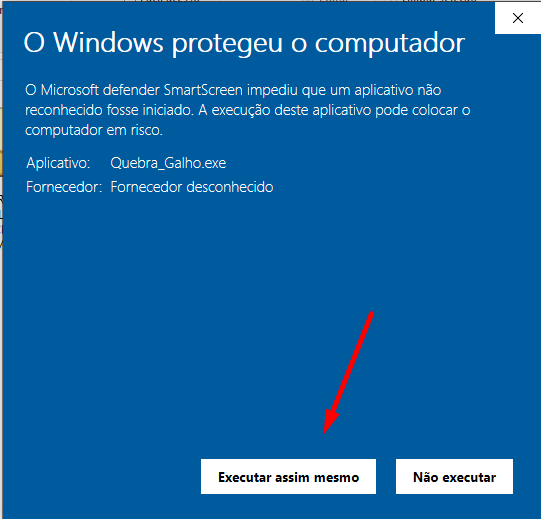 O Windows protegeu o computador
O Microsoft defender SmartScreen impediu que um aplicativo não
reconhecido fosse iniciado. A execução deste aplicativo pode colocar o
computador em risco.
Aplicativo: Quebra_Galho.exe
Fornecedor: Fornecedor desconhecido
Executar assim mesmo Não executar